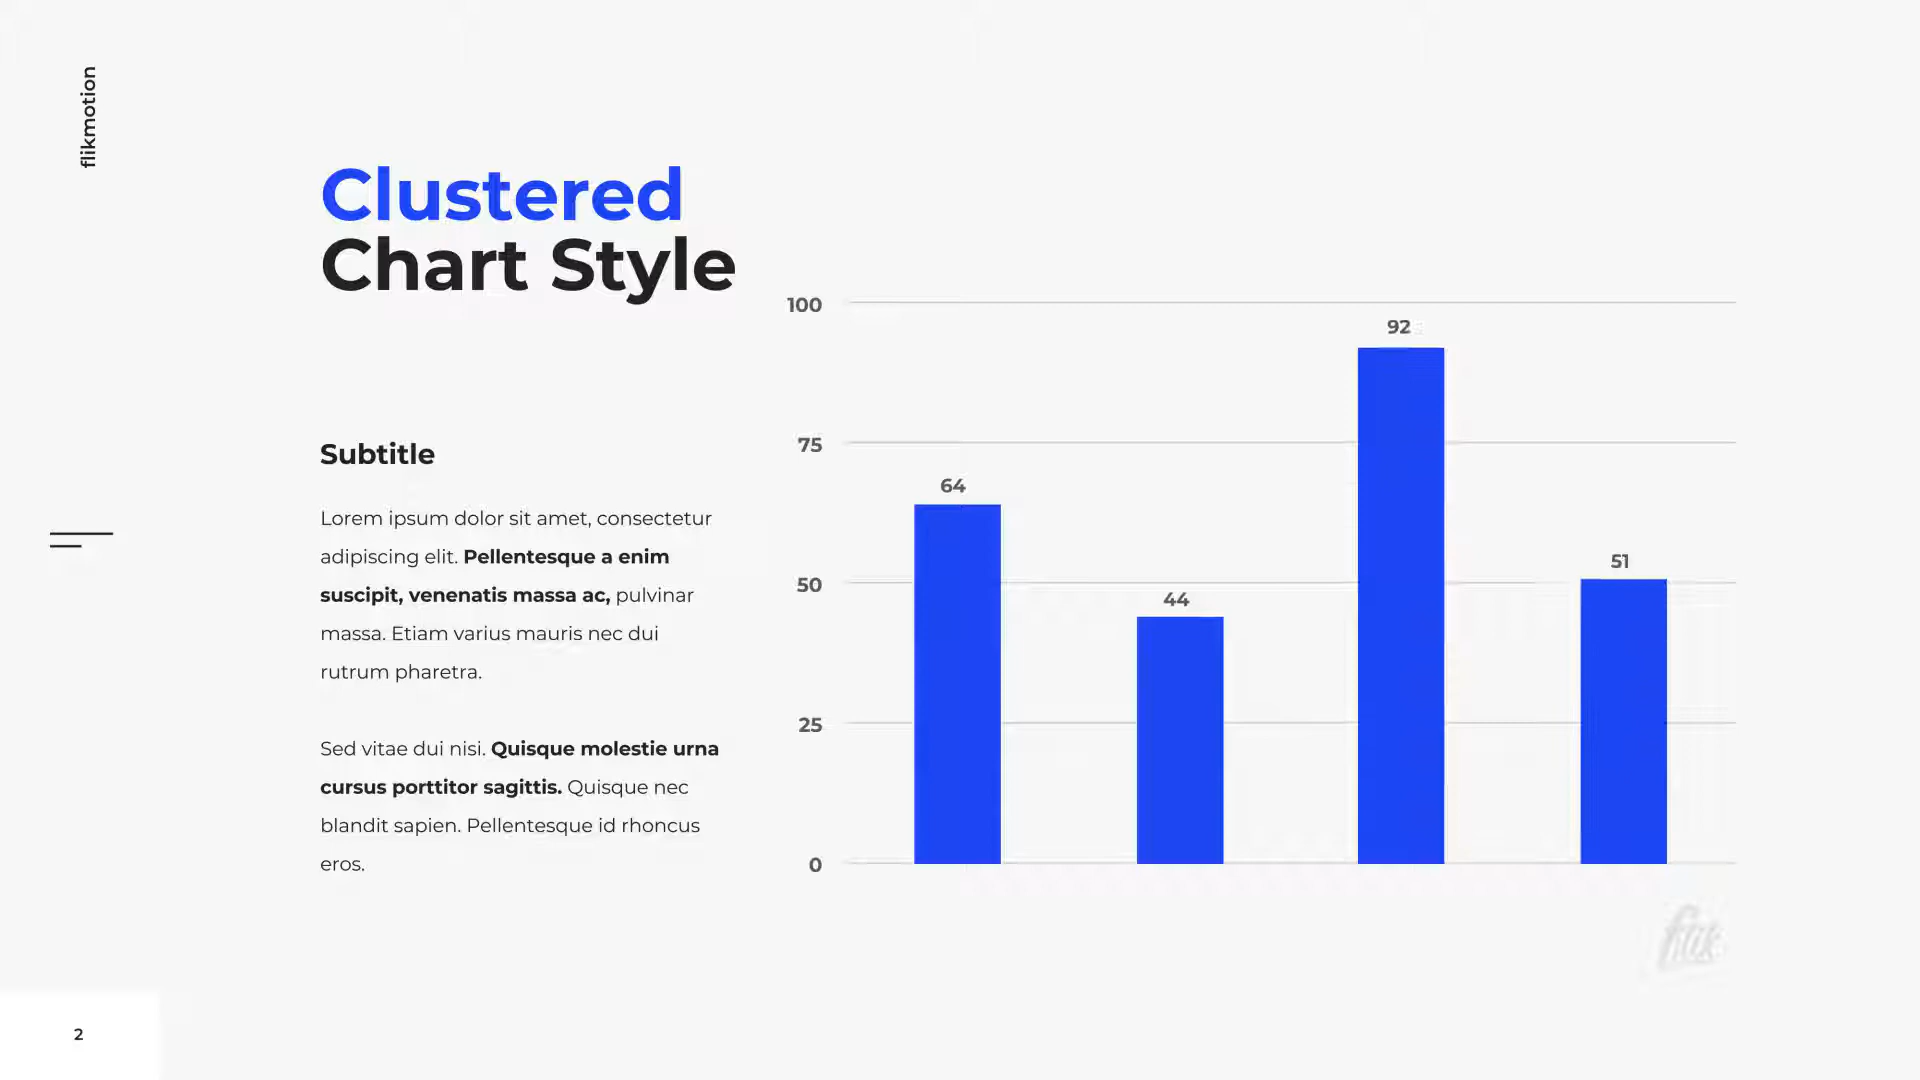 flikmotion
Clustered
Chart Style
Subtitle
Lorem ipsum dolor sit amet, consectetur
adipiscing elit. Pellentesque a enim
suscipit, venenatis massa ac, pulvinar
massa. Etiam varius mauris nec dui
rutrum pharetra.
Sed vitae dui nisi. Quisque molestie urna
cursus porttitor sagittis. Quisque nec
blandit sapien. Pellentesque id rhoncus
eros.
100
75
50
25
0
64
44
92
51
flik
2